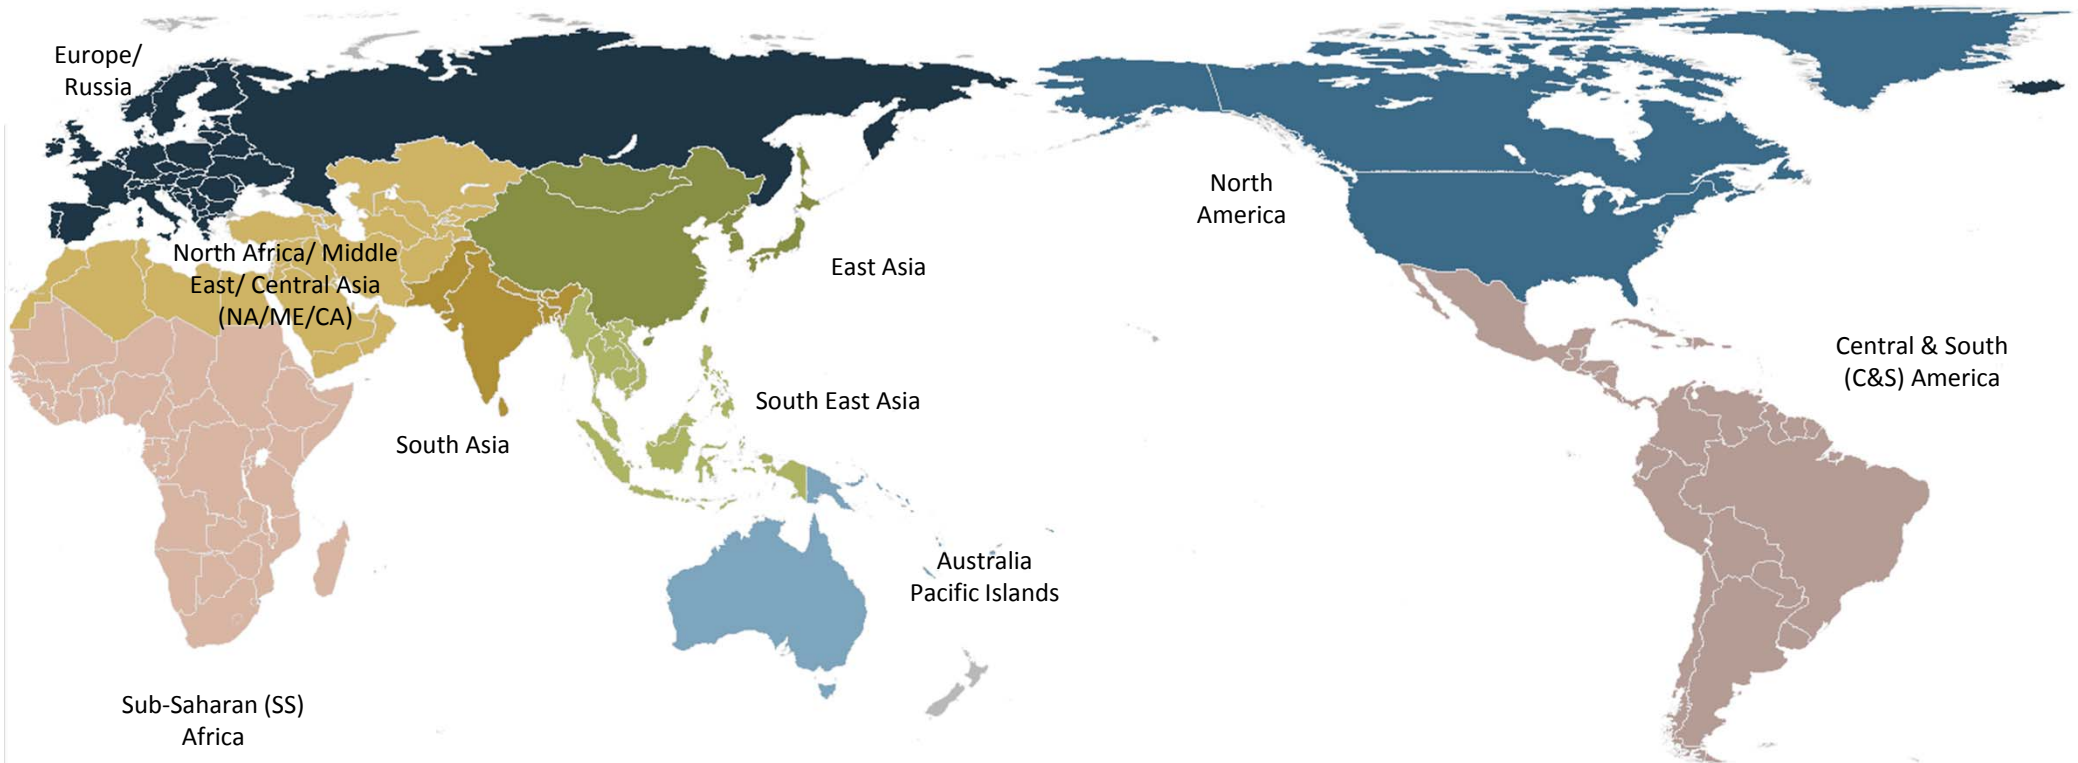 Europe/
Russia
North Africa/ Middle
East/ Central Asia
(NA/ME/CA)
East Asia
North
America
Central & South
(C&S) America
South East Asia
South Asia
Australia
Pacific Islands
Sub-Saharan (SS)
Africa